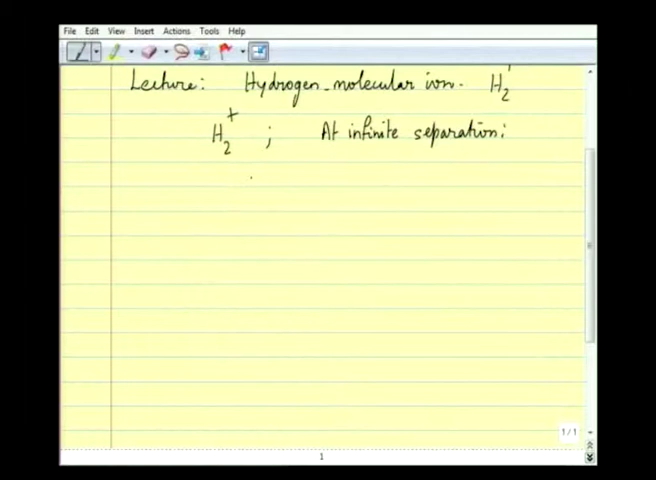 File Edit View Insert Actions Tools Help
Lecture: Hydrogen molecular ion. H2+
H2+ ; At infinite separation:
1/1
1